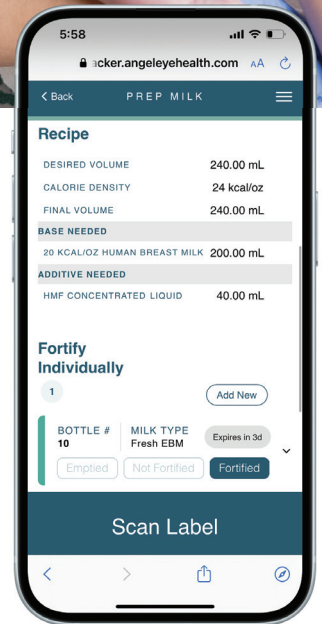 5:58
acker.angeleyehealth.com AA
Back PREP MILK
Recipe
DESIRED VOLUME 240.00 mL
CALORIE DENSITY 24 kcal/oz
FINAL VOLUME 240.00 mL
BASE NEEDED
20 KCAL/OZ HUMAN BREAST MILK 200.00 mL
ADDITIVE NEEDED
HMF CONCENTRATED LIQUID 40.00 mL
Fortify
Individually
1 Add New
BOTTLE # MILK TYPE Expires in 3d
10 Fresh EBM
Emptied Not Fortified Fortified
Scan Label